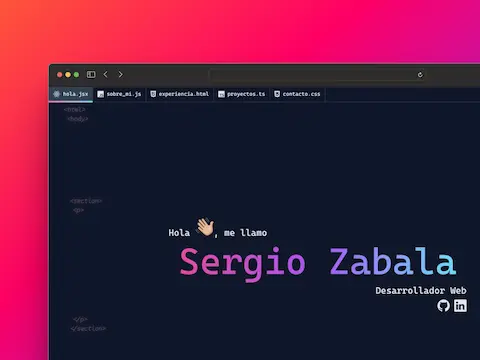 hola.jsx sobre_mi.js experiencia.html proyectos.ts contacto.css
<html>
<body>
<section>
<p>
Hola 👋🏼, me llamo
Sergio Zabala
Desarrollador Web
</p>
</section>